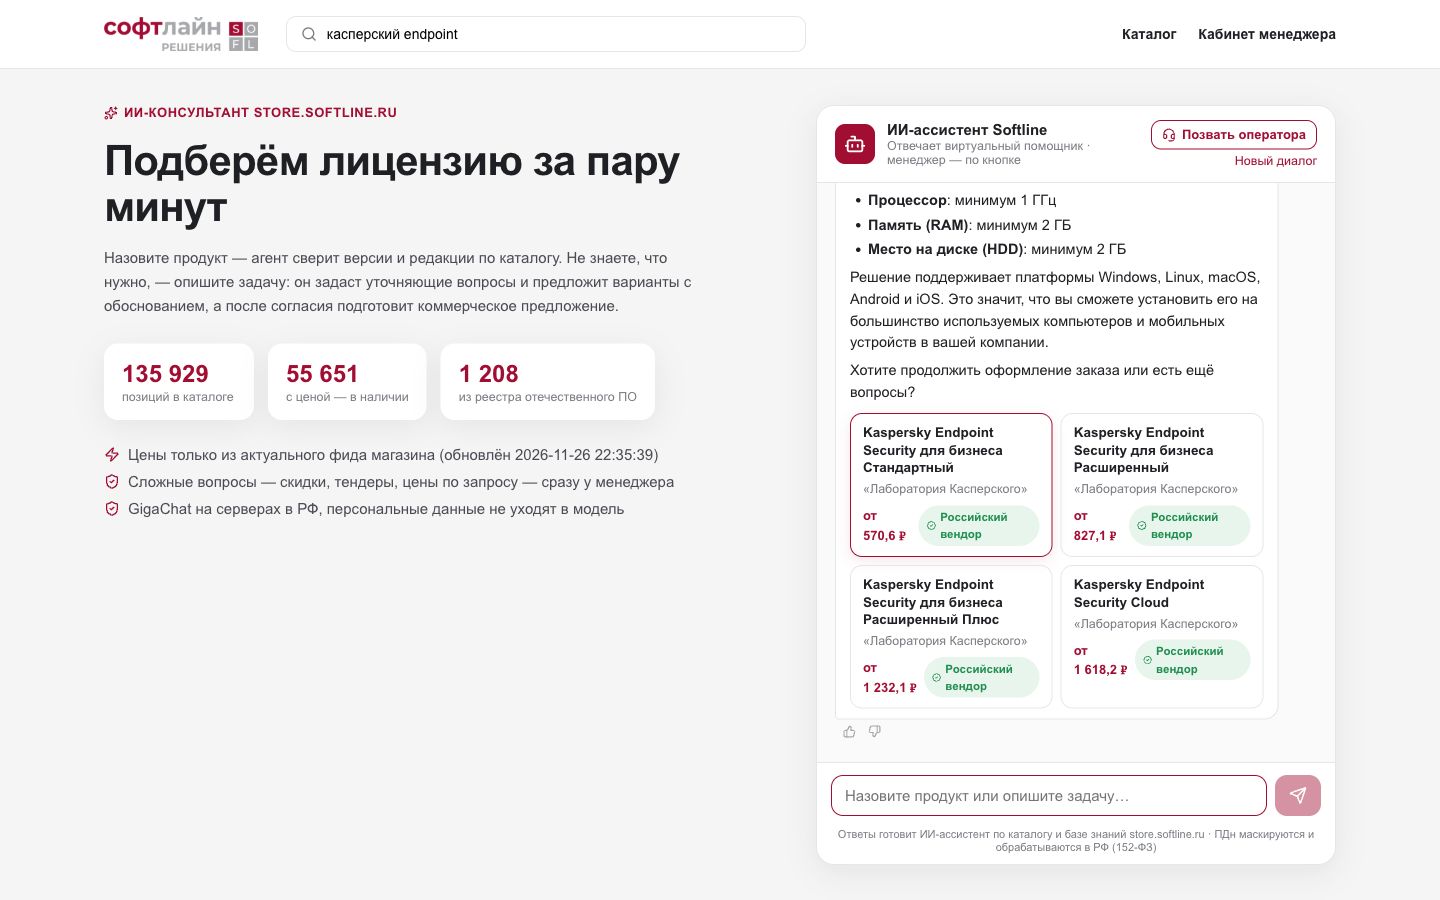 софтлайн
РЕШЕНИЯ
S O
F L
касперский endpoint
Каталог
Кабинет менеджера
ИИ-КОНСУЛЬТАНТ STORE.SOFTLINE.RU
Подберём лицензию за пару
минут
Назовите продукт — агент сверит версии и редакции по каталогу. Не знаете, что
нужно, — опишите задачу: он задаст уточняющие вопросы и предложит варианты с
обоснованием, а после согласия подготовит коммерческое предложение.
135 929
позиций в каталоге
55 651
с ценой — в наличии
1 208
из реестра отечественного ПО
Цены только из актуального фида магазина (обновлён 2026-11-26 22:35:39)
Сложные вопросы — скидки, тендеры, цены по запросу — сразу у менеджера
GigaChat на серверах в РФ, персональные данные не уходят в модель
ИИ-ассистент Softline
Отвечает виртуальный помощник ·
менеджер — по кнопке
Позвать оператора
Новый диалог
• Процессор: минимум 1 ГГц
• Память (RAM): минимум 2 ГБ
• Место на диске (HDD): минимум 2 ГБ
Решение поддерживает платформы Windows, Linux, macOS,
Android и iOS. Это значит, что вы сможете установить его на
большинство используемых компьютеров и мобильных
устройств в вашей компании.
Хотите продолжить оформление заказа или есть ещё
вопросы?
Kaspersky Endpoint
Security для бизнеса
Стандартный
«Лаборатория Касперского»
от
570,6 ₽
Российский
вендор
Kaspersky Endpoint
Security для бизнеса
Расширенный
«Лаборатория Касперского»
от
827,1 ₽
Российский
вендор
Kaspersky Endpoint
Security для бизнеса
Расширенный Плюс
«Лаборатория Касперского»
от
1 232,1 ₽
Российский
вендор
Kaspersky Endpoint
Security Cloud
«Лаборатория Касперского»
от
1 618,2 ₽
Российский
вендор
Назовите продукт или опишите задачу…
Ответы готовит ИИ-ассистент по каталогу и базе знаний store.softline.ru · ПДн маскируются и
обрабатываются в РФ (152-ФЗ)